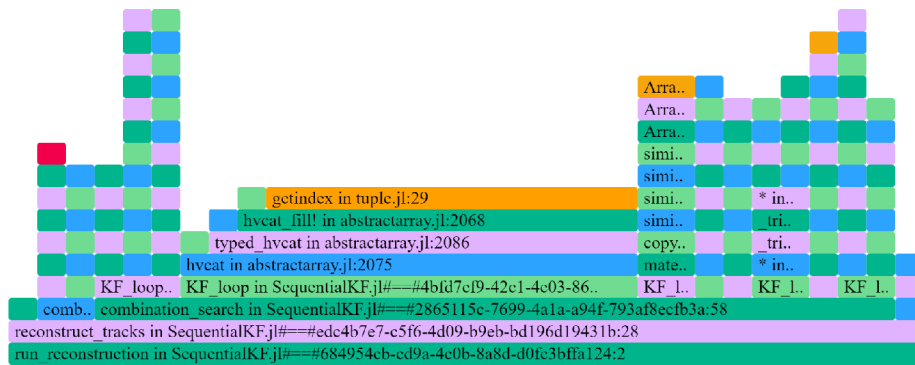 Arra..
Arra..
Arra..
simi..
simi..
getindex in tuple.jl:29 simi.. * in..
hvcat_fill! in abstractarray.jl:2068 simi.. _tri..
typed_hvcat in abstractarray.jl:2086 copy.. _tri..
hvcat in abstractarray.jl:2075 mate.. * in..
KF_loop.. KF_loop in SequentialKF.jl#==#4bfd7cf9-42c1-4c03-86.. KF_l.. KF_l.. KF_l..
comb.. combination_search in SequentialKF.jl#==#2865115c-7699-4a1a-a94f-793af8ecfb3a:58
reconstruct_tracks in SequentialKF.jl#==#edc4b7e7-c5f6-4d09-b9eb-bd196d19431b:28
run_reconstruction in SequentialKF.jl#==#684954cb-cd9a-4c0b-8a8d-d0fc3bffa124:2